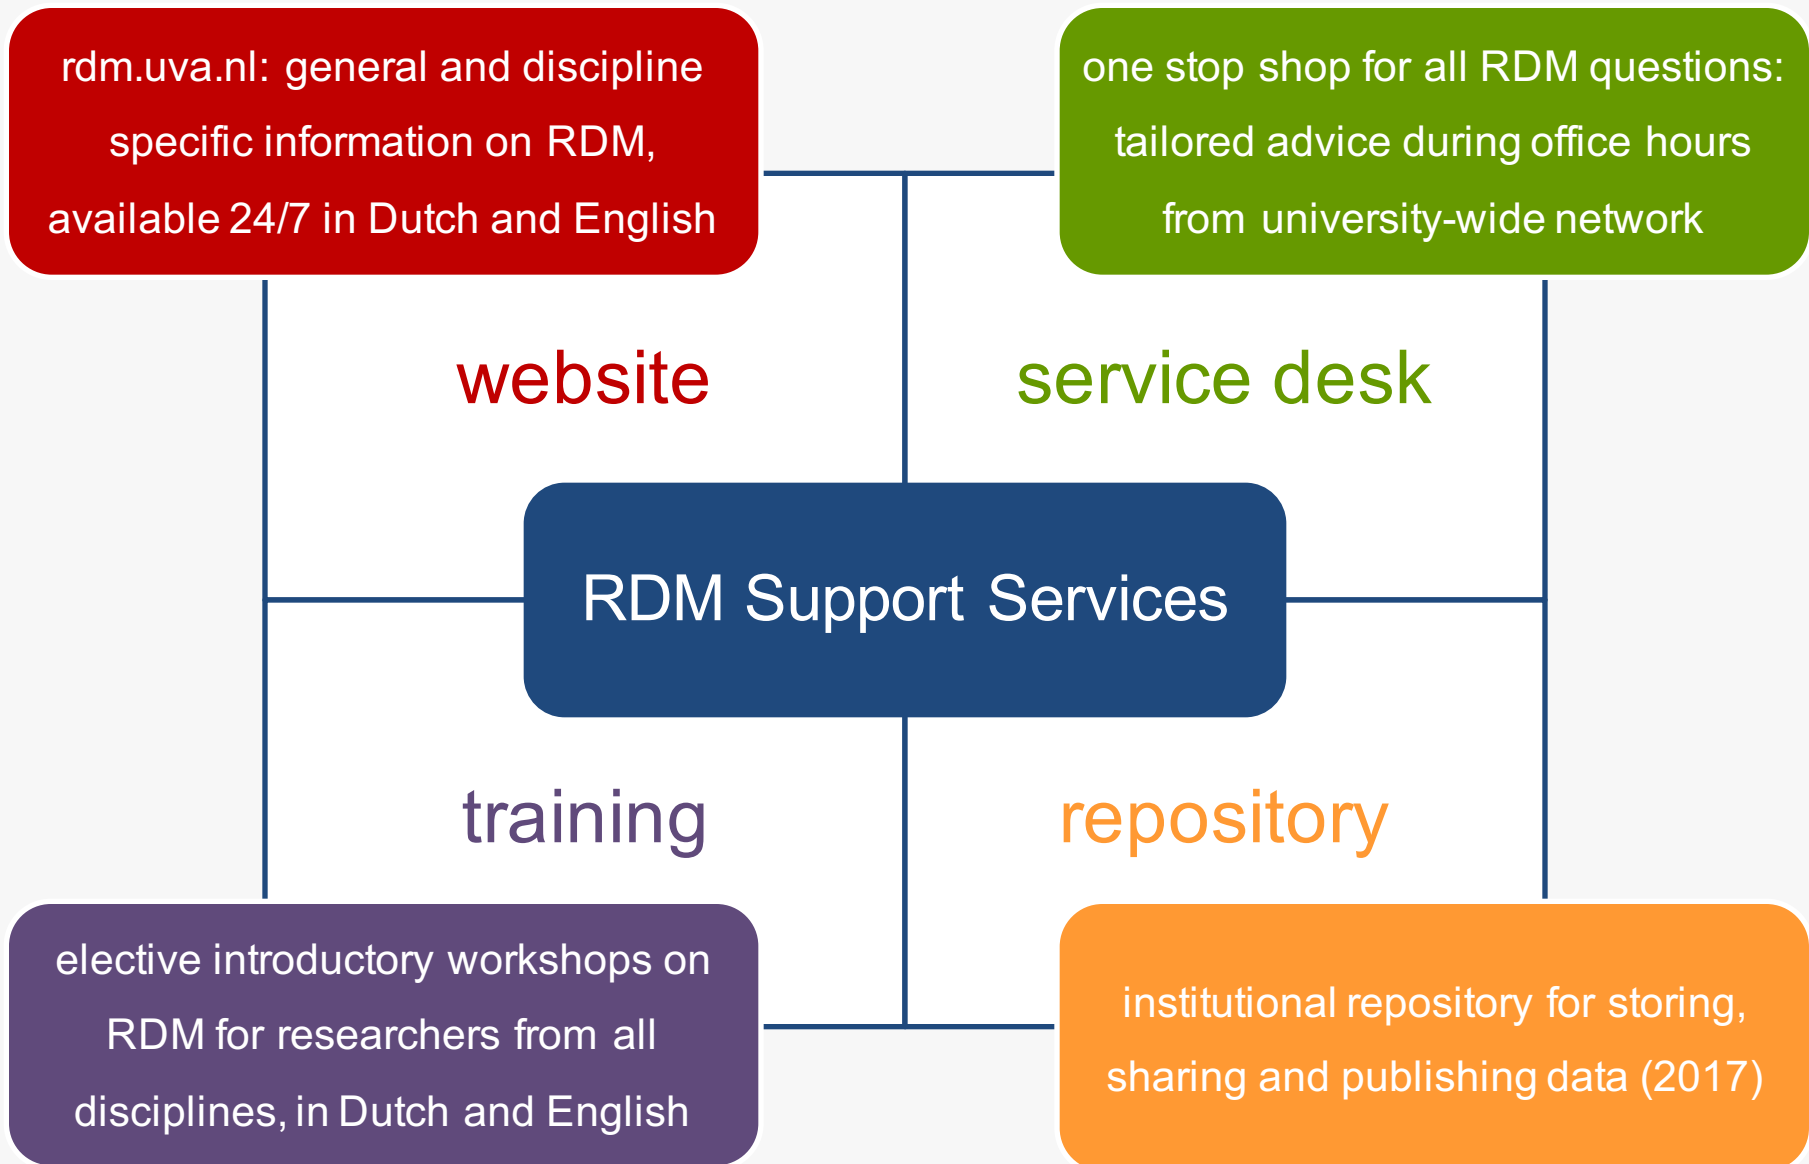 rdm.uva.nl: general and discipline
specific information on RDM,
available 24/7 in Dutch and English
one stop shop for all RDM questions:
tailored advice during office hours
from university-wide network
website
service desk
RDM Support Services
training
repository
elective introductory workshops on
RDM for researchers from all
disciplines, in Dutch and English
institutional repository for storing,
sharing and publishing data (2017)